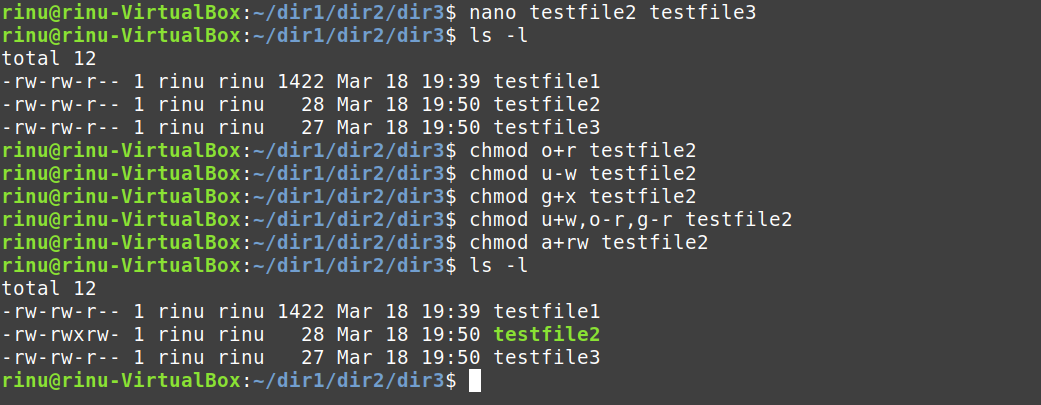 rinu@rinu-VirtualBox:~/dir1/dir2/dir3$ nano testfile2 testfile3
rinu@rinu-VirtualBox:~/dir1/dir2/dir3$ ls -l
total 12
-rw-rw-r-- 1 rinu rinu 1422 Mar 18 19:39 testfile1
-rw-rw-r-- 1 rinu rinu   28 Mar 18 19:50 testfile2
-rw-rw-r-- 1 rinu rinu   27 Mar 18 19:50 testfile3
rinu@rinu-VirtualBox:~/dir1/dir2/dir3$ chmod o+r testfile2
rinu@rinu-VirtualBox:~/dir1/dir2/dir3$ chmod u-w testfile2
rinu@rinu-VirtualBox:~/dir1/dir2/dir3$ chmod g+x testfile2
rinu@rinu-VirtualBox:~/dir1/dir2/dir3$ chmod u+w,o-r,g-r testfile2
rinu@rinu-VirtualBox:~/dir1/dir2/dir3$ chmod a+rw testfile2
rinu@rinu-VirtualBox:~/dir1/dir2/dir3$ ls -l
total 12
-rw-rw-r-- 1 rinu rinu 1422 Mar 18 19:39 testfile1
-rw-rwxrw- 1 rinu rinu   28 Mar 18 19:50 testfile2
-rw-rw-r-- 1 rinu rinu   27 Mar 18 19:50 testfile3
rinu@rinu-VirtualBox:~/dir1/dir2/dir3$